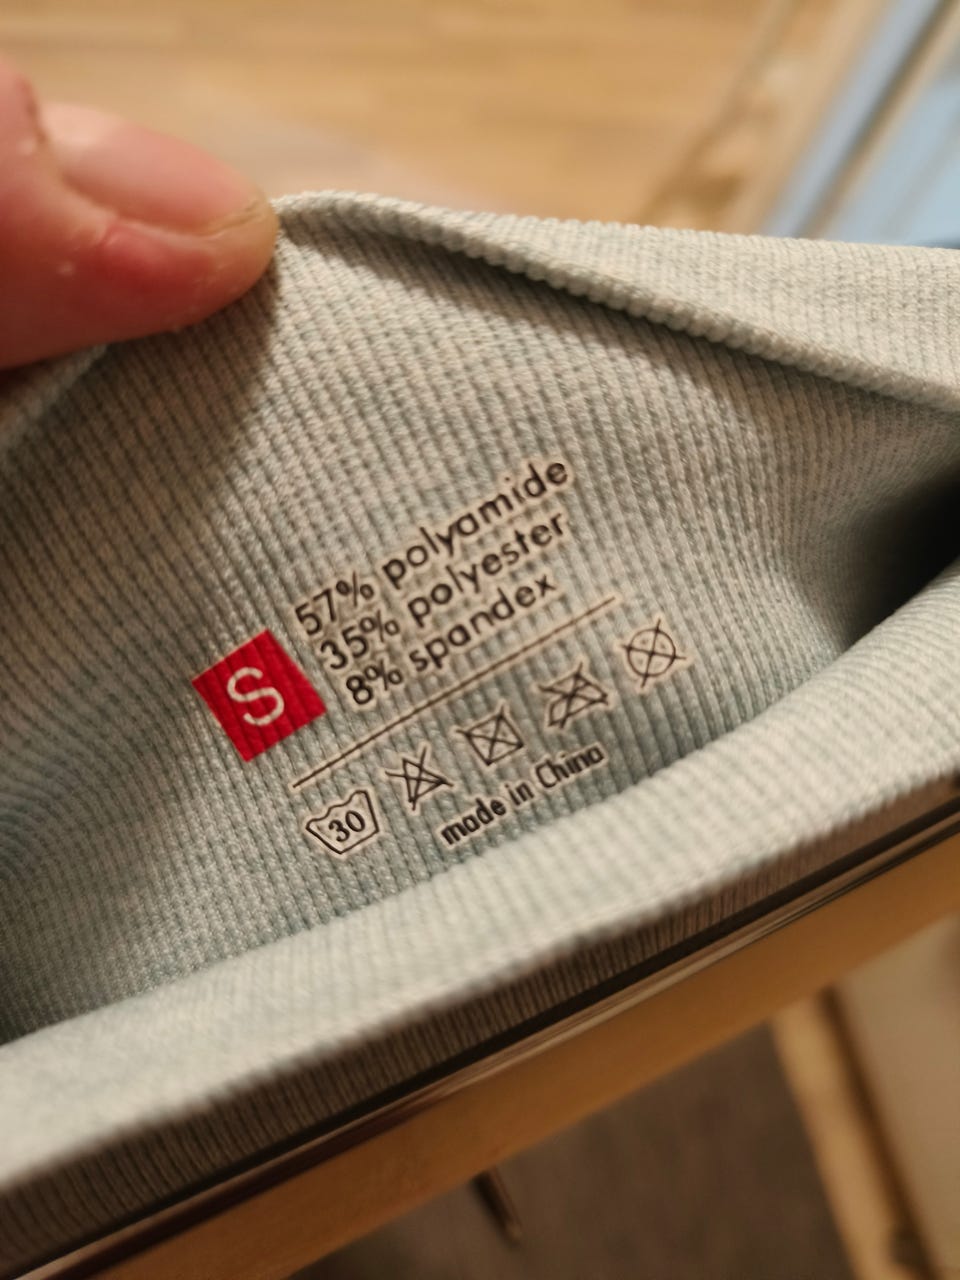 S
57% polyamide
35% polyester
8% spandex
30
made in China